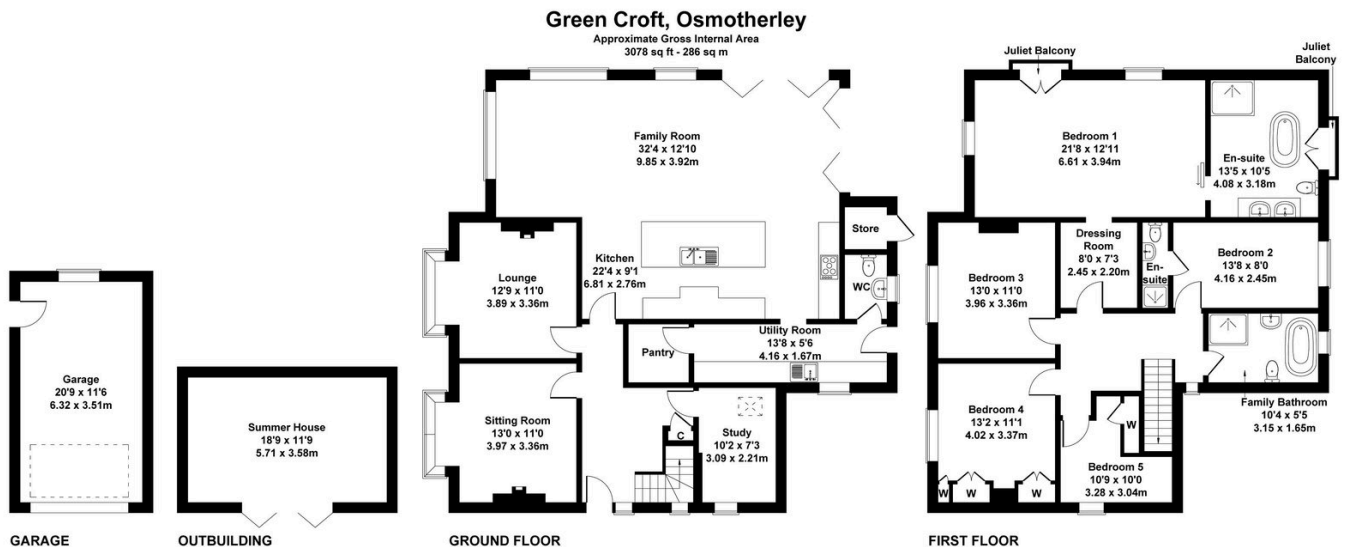 Green Croft, Osmotherley
Approximate Gross Internal Area
3078 sq ft - 286 sq m
Garage
20'9 x 11'6
6.32 x 3.51m
GARAGE
Summer House
18'9 x 11'9
5.71 x 3.58m
OUTBUILDING
Family Room
32'4 x 12'10
9.85 x 3.92m
Store
Kitchen
22'4 x 9'1
6.81 x 2.76m
Lounge
12'9 x 11'0
3.89 x 3.36m
WC
Utility Room
13'8 x 5'6
4.16 x 1.67m
Pantry
Sitting Room
13'0 x 11'0
3.97 x 3.36m
C
Study
10'2 x 7'3
3.09 x 2.21m
GROUND FLOOR
Juliet Balcony
Juliet
Balcony
Bedroom 1
21'8 x 12'11
6.61 x 3.94m
En-suite
13'5 x 10'5
4.08 x 3.18m
Dressing
Room
8'0 x 7'3
2.45 x 2.20m
En-
suite
Bedroom 2
13'8 x 8'0
4.16 x 2.45m
Bedroom 3
13'0 x 11'0
3.96 x 3.36m
Family Bathroom
10'4 x 5'5
3.15 x 1.65m
Bedroom 4
13'2 x 11'1
4.02 x 3.37m
W
W
W
W
Bedroom 5
10'9 x 10'0
3.28 x 3.04m
FIRST FLOOR